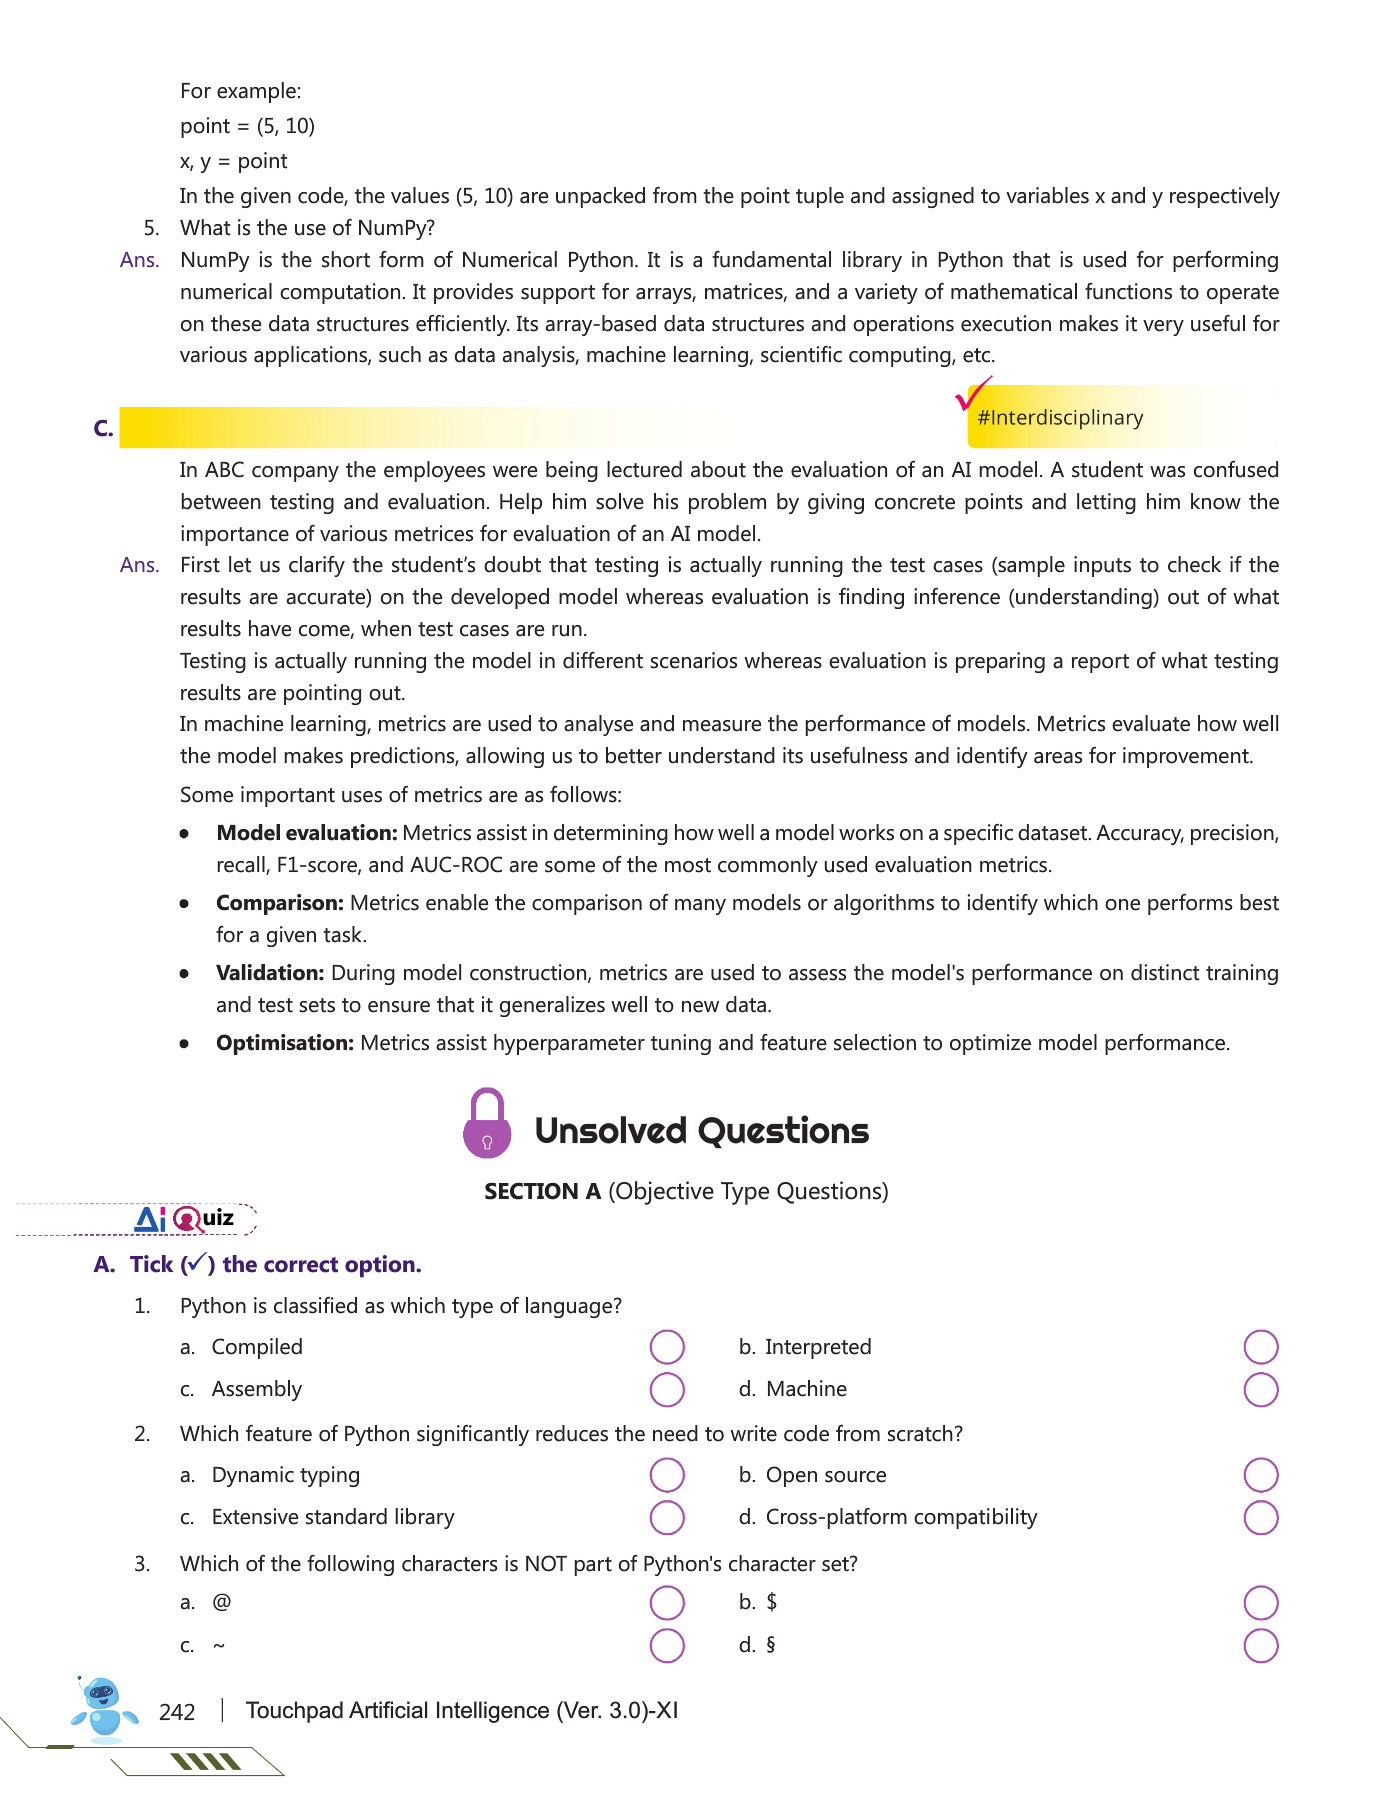 For example:
point = (5, 10)
x, y = point
In the given code, the values (5, 10) are unpacked from the point tuple and assigned to variables x and y respectively
5. What is the use of NumPy?
Ans. NumPy is the short form of Numerical Python. It is a fundamental library in Python that is used for performing
numerical computation. It provides support for arrays, matrices, and a variety of mathematical functions to operate
on these data structures efficiently. Its array-based data structures and operations execution makes it very useful for
various applications, such as data analysis, machine learning, scientific computing, etc.
C. #Interdisciplinary
In ABC company the employees were being lectured about the evaluation of an AI model. A student was confused
between testing and evaluation. Help him solve his problem by giving concrete points and letting him know the
importance of various metrices for evaluation of an AI model.
Ans. First let us clarify the student’s doubt that testing is actually running the test cases (sample inputs to check if the
results are accurate) on the developed model whereas evaluation is finding inference (understanding) out of what
results have come, when test cases are run.
Testing is actually running the model in different scenarios whereas evaluation is preparing a report of what testing
results are pointing out.
In machine learning, metrics are used to analyse and measure the performance of models. Metrics evaluate how well
the model makes predictions, allowing us to better understand its usefulness and identify areas for improvement.
Some important uses of metrics are as follows:
● Model evaluation: Metrics assist in determining how well a model works on a specific dataset. Accuracy, precision,
recall, F1-score, and AUC-ROC are some of the most commonly used evaluation metrics.
● Comparison: Metrics enable the comparison of many models or algorithms to identify which one performs best
for a given task.
● Validation: During model construction, metrics are used to assess the model's performance on distinct training
and test sets to ensure that it generalizes well to new data.
● Optimisation: Metrics assist hyperparameter tuning and feature selection to optimize model performance.
Unsolved Questions
SECTION A (Objective Type Questions)
AI Quiz
A. Tick (✓) the correct option.
1. Python is classified as which type of language?
a. Compiled b. Interpreted
c. Assembly d. Machine
2. Which feature of Python significantly reduces the need to write code from scratch?
a. Dynamic typing b. Open source
c. Extensive standard library d. Cross-platform compatibility
3. Which of the following characters is NOT part of Python's character set?
a. @ b. $
c. ~ d. §
242 | Touchpad Artificial Intelligence (Ver. 3.0)-XI